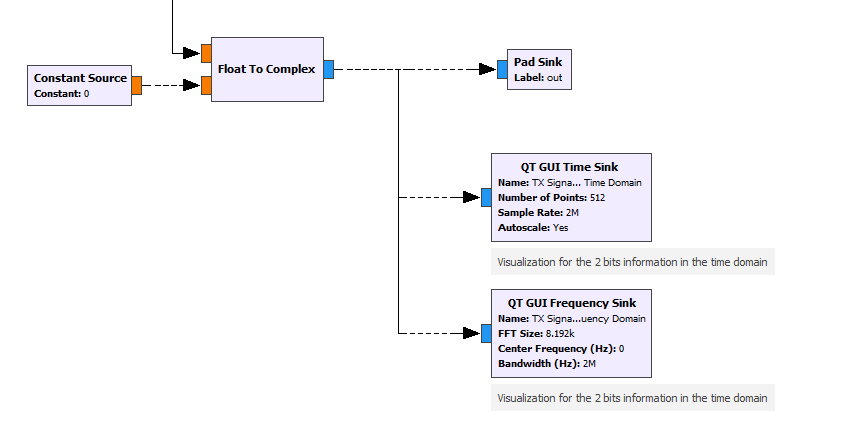 Float To Complex
Pad Sink
Label: out
Constant Source
Constant: 0
QT GUI Time Sink
Name: TX Signa... Time Domain
Number of Points: 512
Sample Rate: 2M
Autoscale: Yes
Visualization for the 2 bits information in the time domain
QT GUI Frequency Sink
Name: TX Signa...uency Domain
FFT Size: 8.192k
Center Frequency (Hz): 0
Bandwidth (Hz): 2M
Visualization for the 2 bits information in the time domain